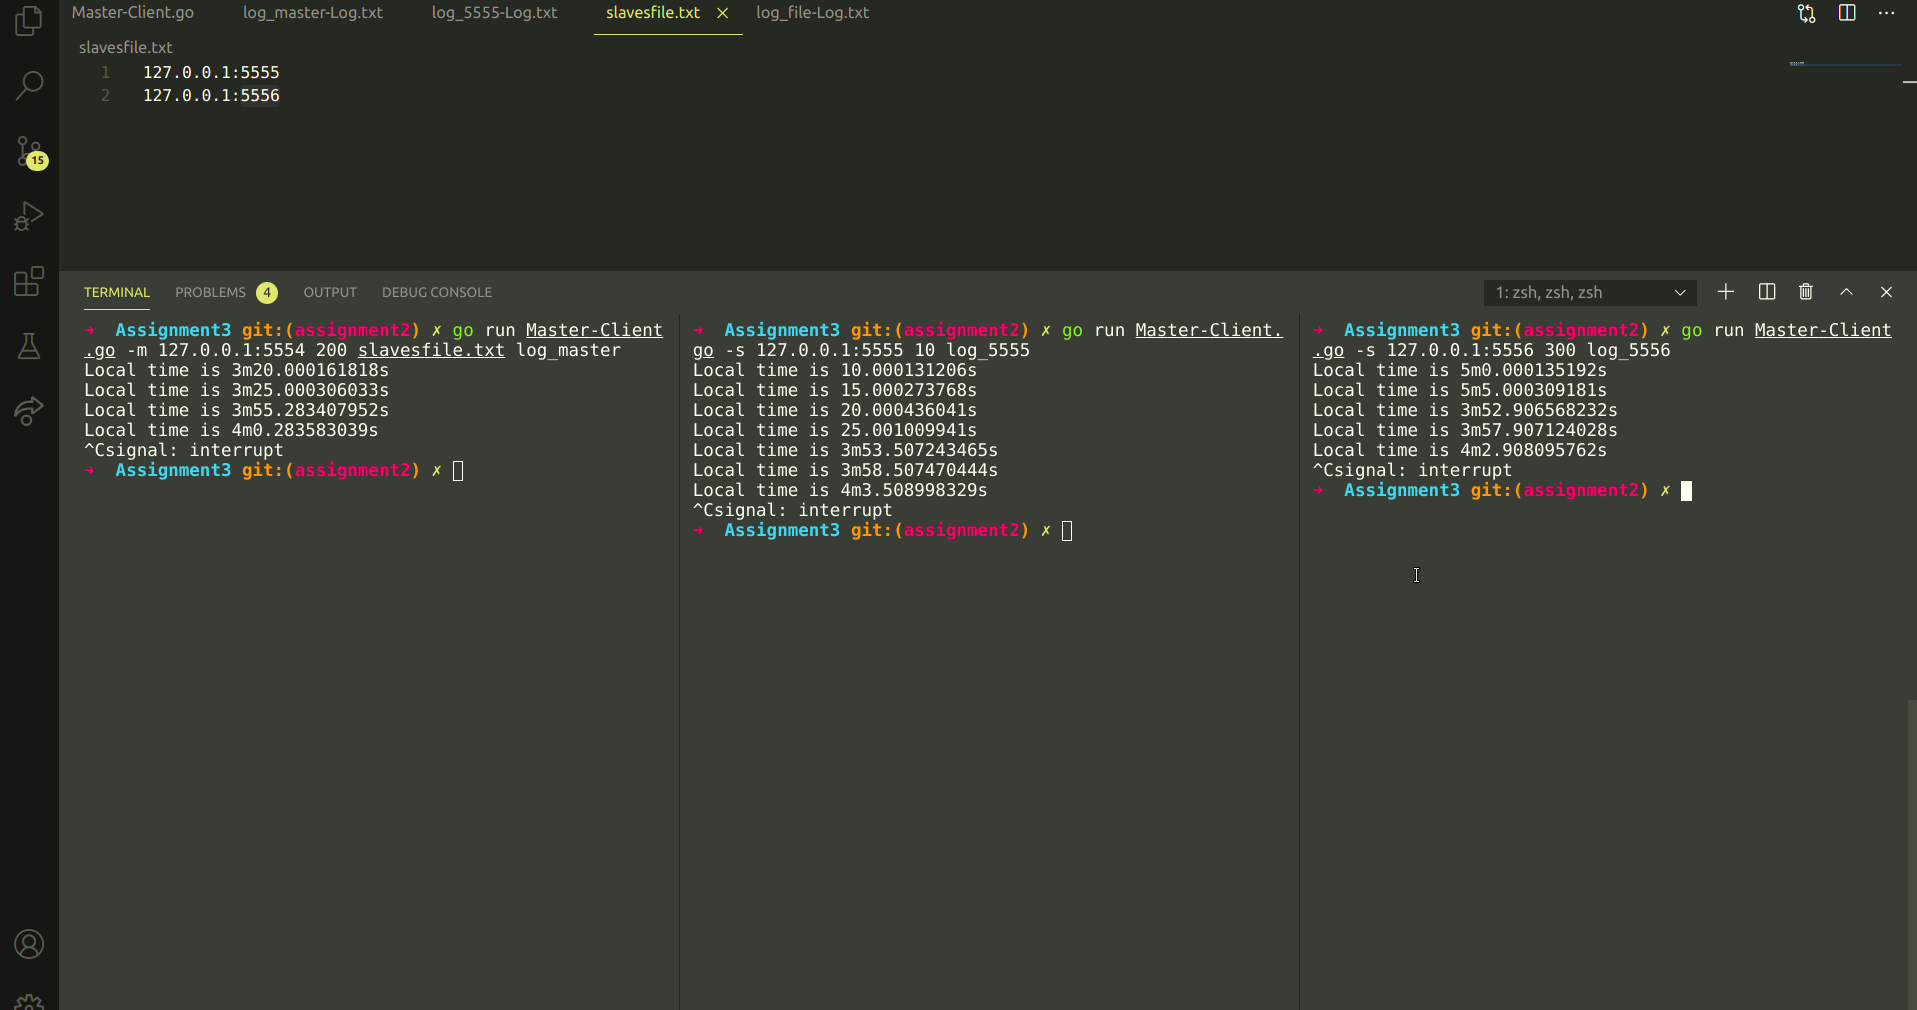 Master-Client.go log_master-Log.txt log_5555-Log.txt slavesfile.txt log_file-Log.txt
slavesfile.txt
1 127.0.0.1:5555
2 127.0.0.1:5556
15
TERMINAL PROBLEMS 4 OUTPUT DEBUG CONSOLE 1: zsh, zsh, zsh
→ Assignment3 git:(assignment2) ✗ go run Master-Client
.go -m 127.0.0.1:5554 200 slavesfile.txt log_master
Local time is 3m20.000161818s
Local time is 3m25.000306033s
Local time is 3m55.283407952s
Local time is 4m0.283583039s
^Csignal: interrupt
→ Assignment3 git:(assignment2) ✗
→ Assignment3 git:(assignment2) ✗ go run Master-Client.
go -s 127.0.0.1:5555 10 log_5555
Local time is 10.000131206s
Local time is 15.000273768s
Local time is 20.000436041s
Local time is 25.001009941s
Local time is 3m53.507243465s
Local time is 3m58.507470444s
Local time is 4m3.508998329s
^Csignal: interrupt
→ Assignment3 git:(assignment2) ✗
→ Assignment3 git:(assignment2) ✗ go run Master-Client
.go -s 127.0.0.1:5556 300 log_5556
Local time is 5m0.000135192s
Local time is 5m5.000309181s
Local time is 3m52.906568232s
Local time is 3m57.907124028s
Local time is 4m2.908095762s
^Csignal: interrupt
→ Assignment3 git:(assignment2) ✗